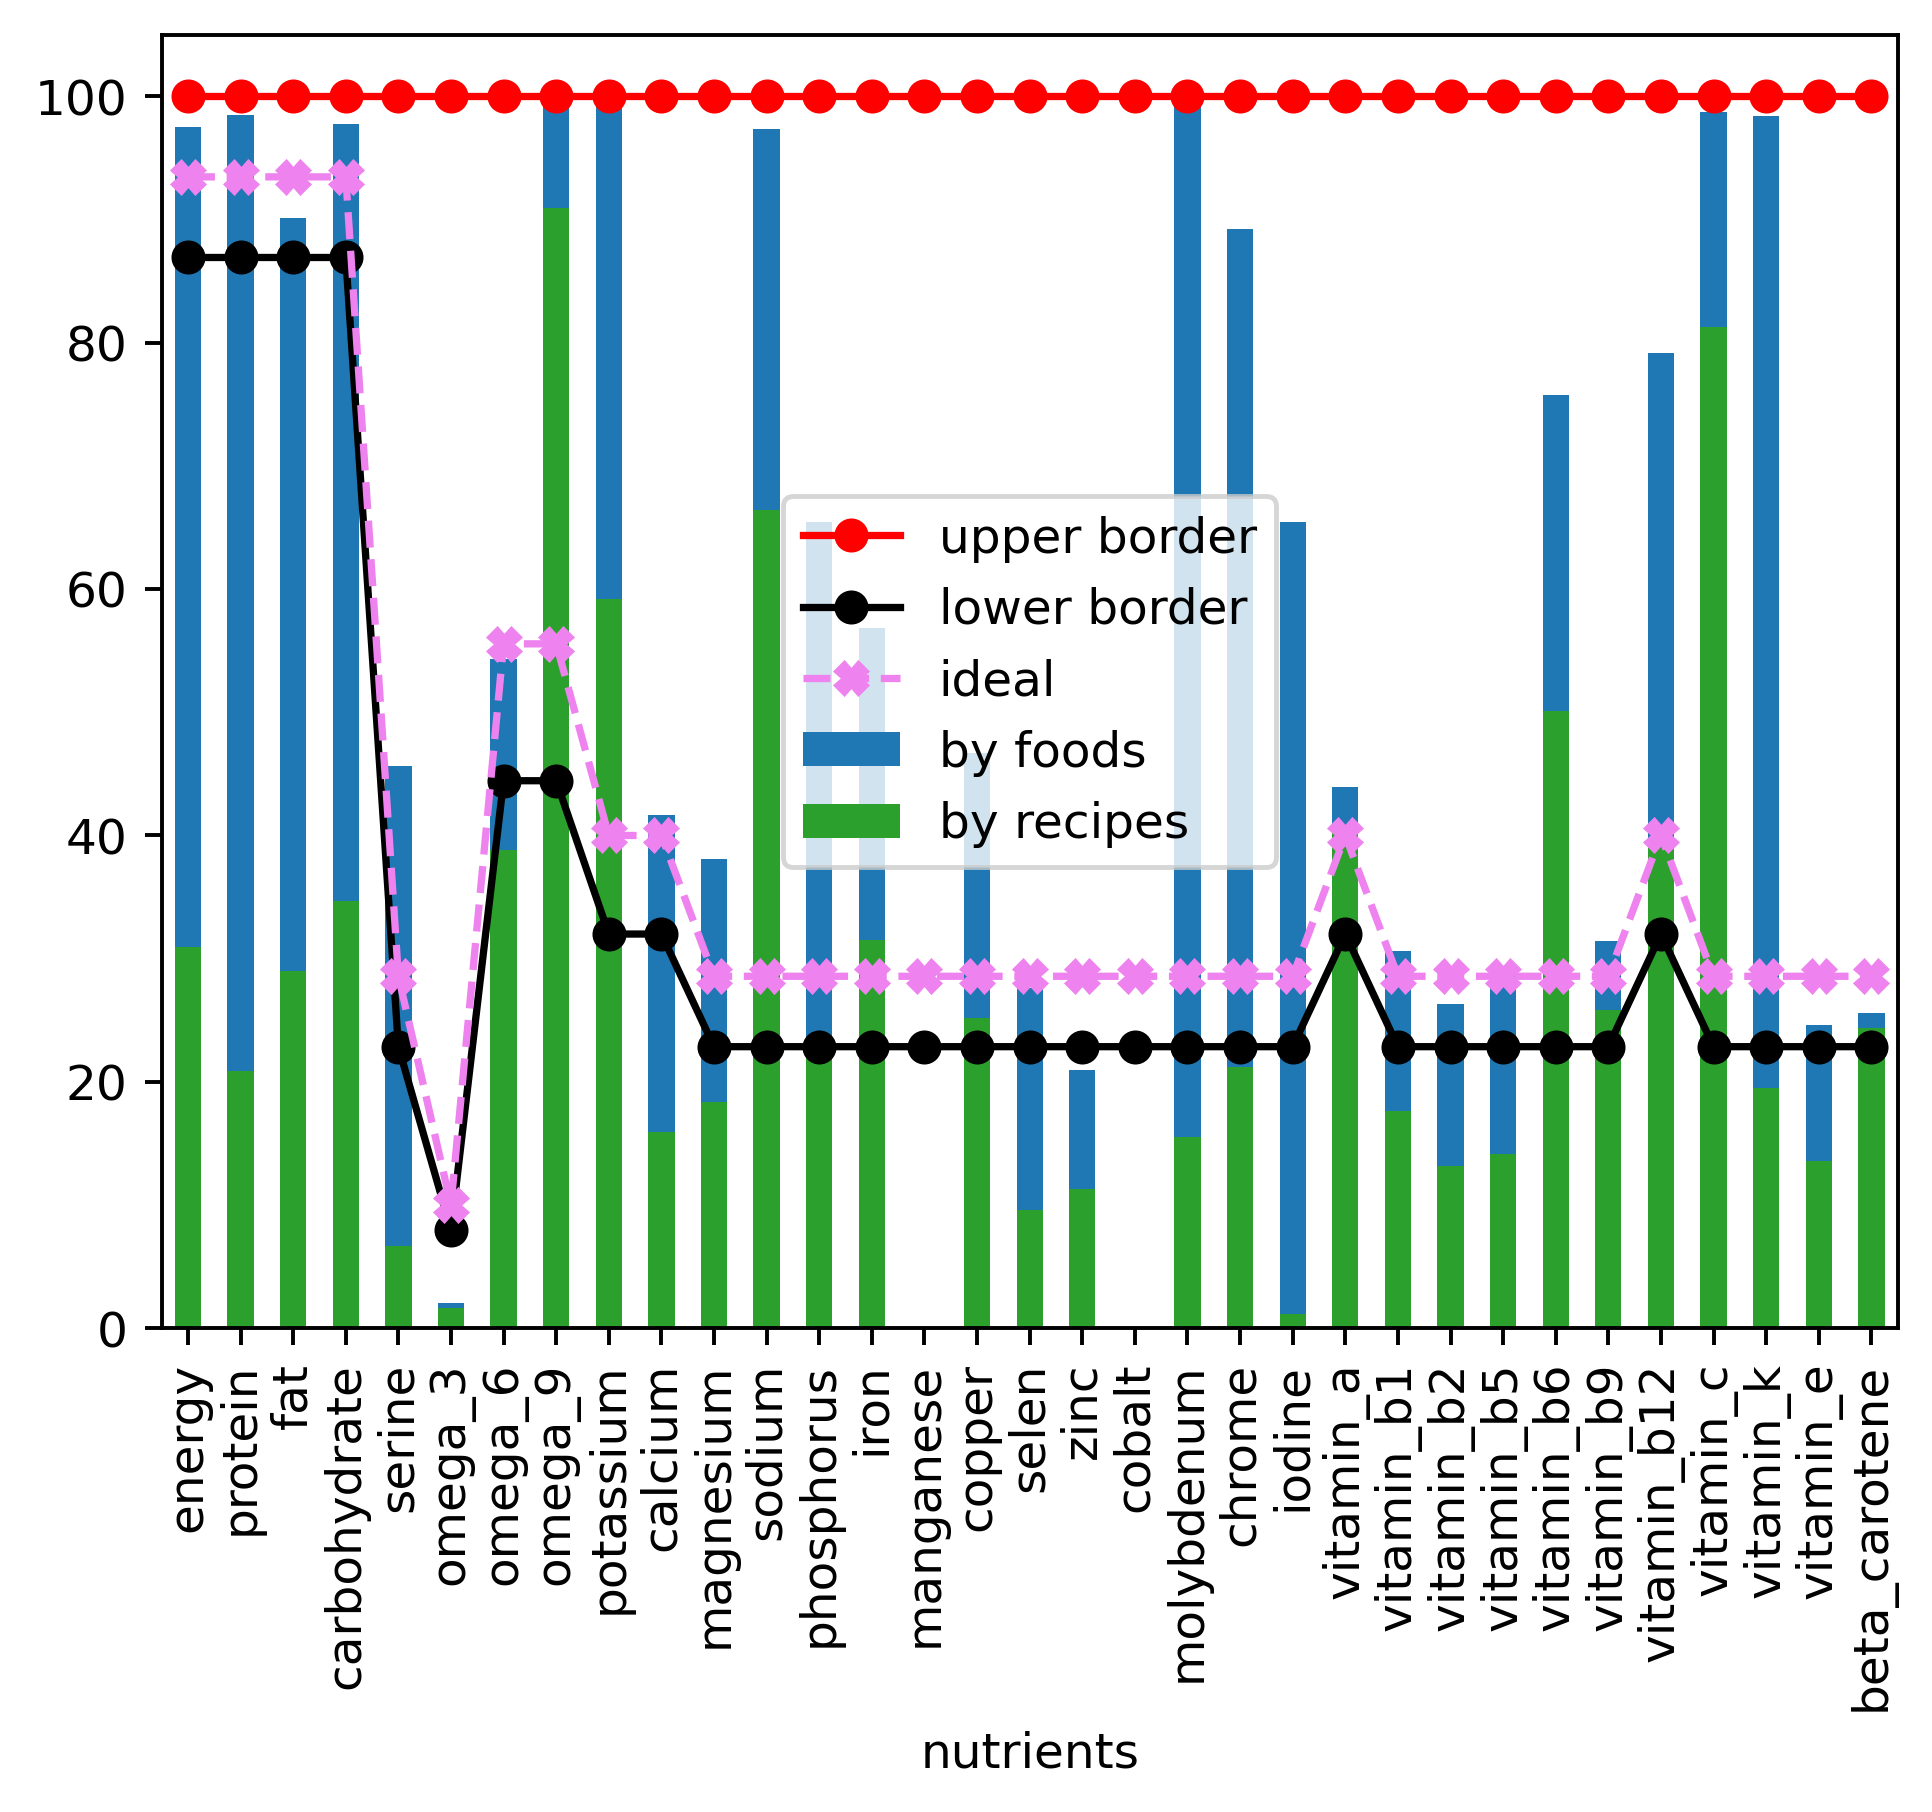 100
80
60
40
20
0
upper border
lower border
ideal
by foods
by recipes
energy
protein
fat
carbohydrate
serine
omega_3
omega_6
omega_9
potassium
calcium
magnesium
sodium
phosphorus
iron
manganese
copper
selen
zinc
cobalt
molybdenum
chrome
iodine
vitamin_a
vitamin_b1
vitamin_b2
vitamin_b5
vitamin_b6
vitamin_b9
vitamin_b12
vitamin_c
vitamin_k
vitamin_e
beta_carotene
nutrients